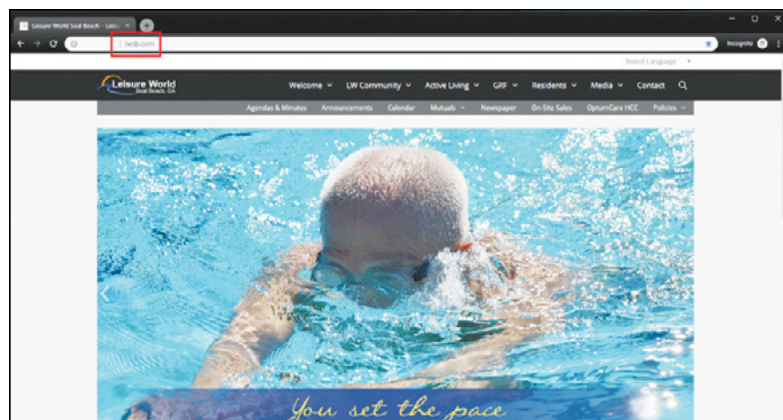 Leisure World Seal Beach - Leisu
lwsb.com
Incognito
Select Language
Leisure World
Seal Beach, CA
Welcome LW Community Active Living GRF Residents Media Contact
Agendas & Minutes Announcements Calendar Mutuals Newspaper On-Site Sales OptumCare HCC Policies
You set the pace